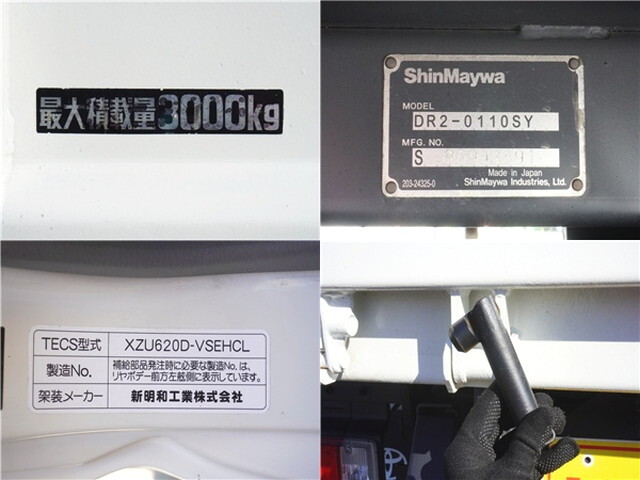 最大積載量3000kg
ShinMaywa
MODEL
DR2-0110SY
MFG. NO.
S
Made in Japan
203-24325-0 ShinMaywa Industries, Ltd.
TECS型式 XZU620D-VSEHCL
製造No. 補給部品発注時に必要な製造No.は、
リヤボデー前方左舷側に表示しています。
架装メーカー 新明和工業株式会社